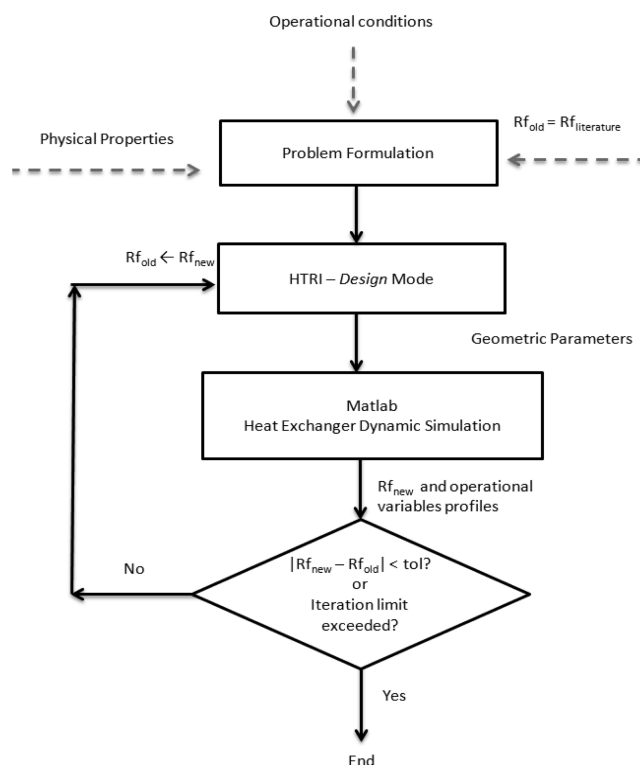 Operational conditions
Rf_old = Rf_literature
Physical Properties
Problem Formulation
Rf_old ← Rf_new
HTRI – Design Mode
Geometric Parameters
Matlab
Heat Exchanger Dynamic Simulation
Rf_new and operational
variables profiles
|Rf_new – Rf_old| < tol?
or
Iteration limit
exceeded?
No
Yes
End